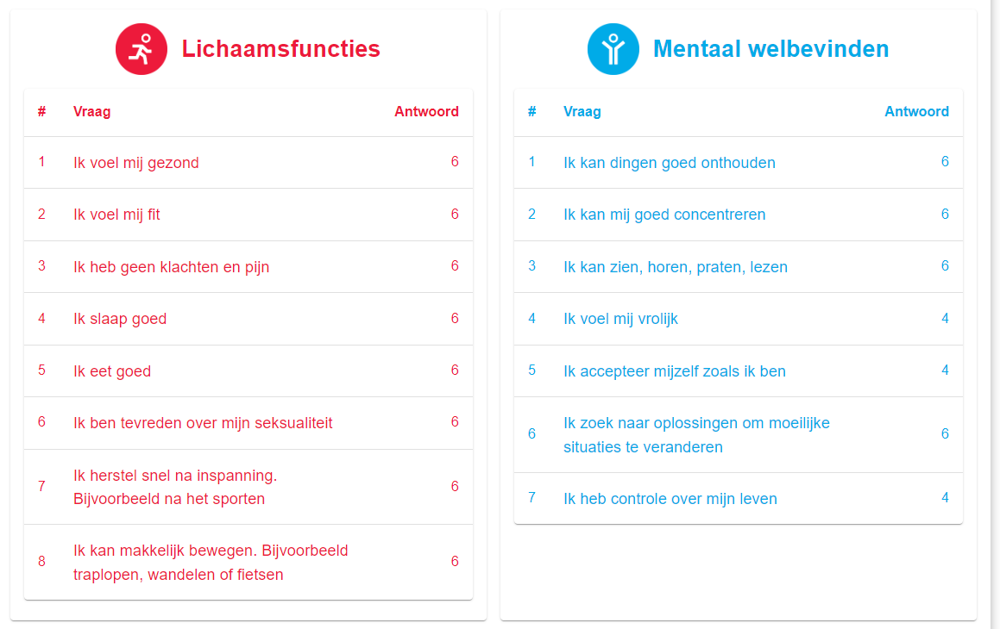 Lichaamsfuncties
# Vraag Antwoord
1 Ik voel mij gezond 6
2 Ik voel mij fit 6
3 Ik heb geen klachten en pijn 6
4 Ik slaap goed 6
5 Ik eet goed 6
6 Ik ben tevreden over mijn seksualiteit 6
7 Ik herstel snel na inspanning. 6
Bijvoorbeeld na het sporten
8 Ik kan makkelijk bewegen. Bijvoorbeeld 6
traplopen, wandelen of fietsen
Mentaal welbevinden
# Vraag Antwoord
1 Ik kan dingen goed onthouden 6
2 Ik kan mij goed concentreren 6
3 Ik kan zien, horen, praten, lezen 6
4 Ik voel mij vrolijk 4
5 Ik accepteer mijzelf zoals ik ben 4
6 Ik zoek naar oplossingen om moeilijke 6
situaties te veranderen
7 Ik heb controle over mijn leven 4